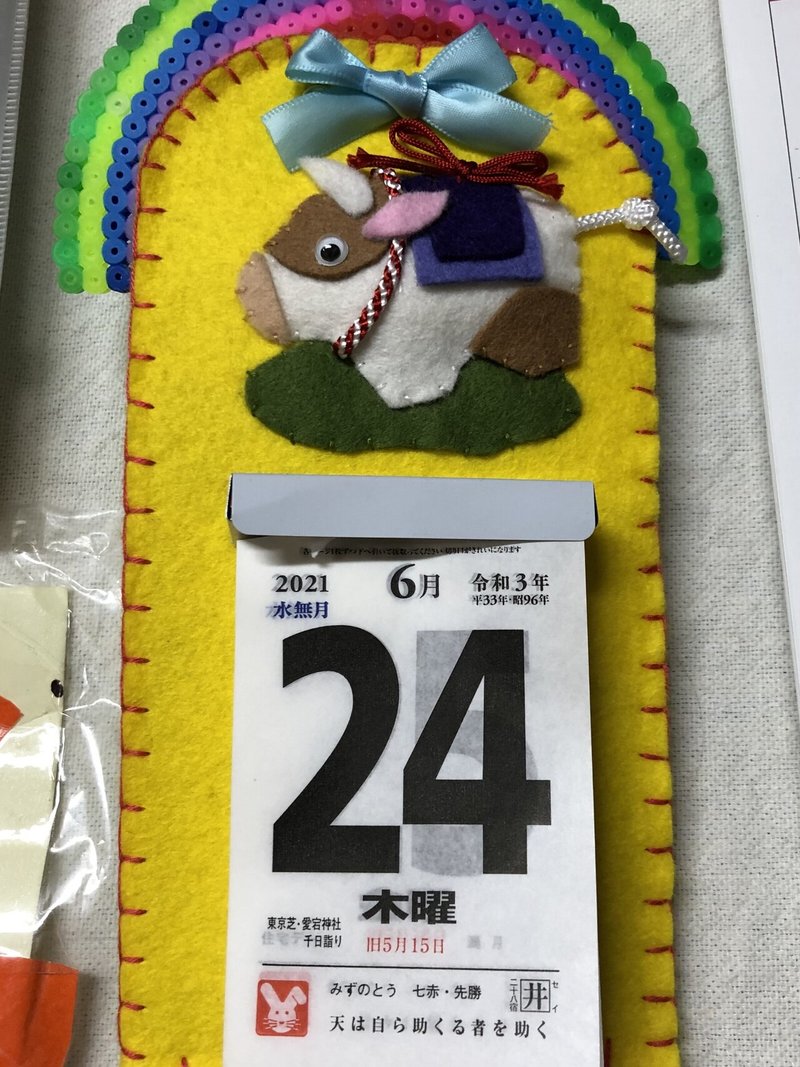 2021 6月 令和3年
水無月 平33年・昭96年
24
木曜
東京芝・愛宕神社
千日詣り
旧5月15日
みずのとう 七赤・先勝
二十八宿 井 セイ
天は自ら助くる者を助く